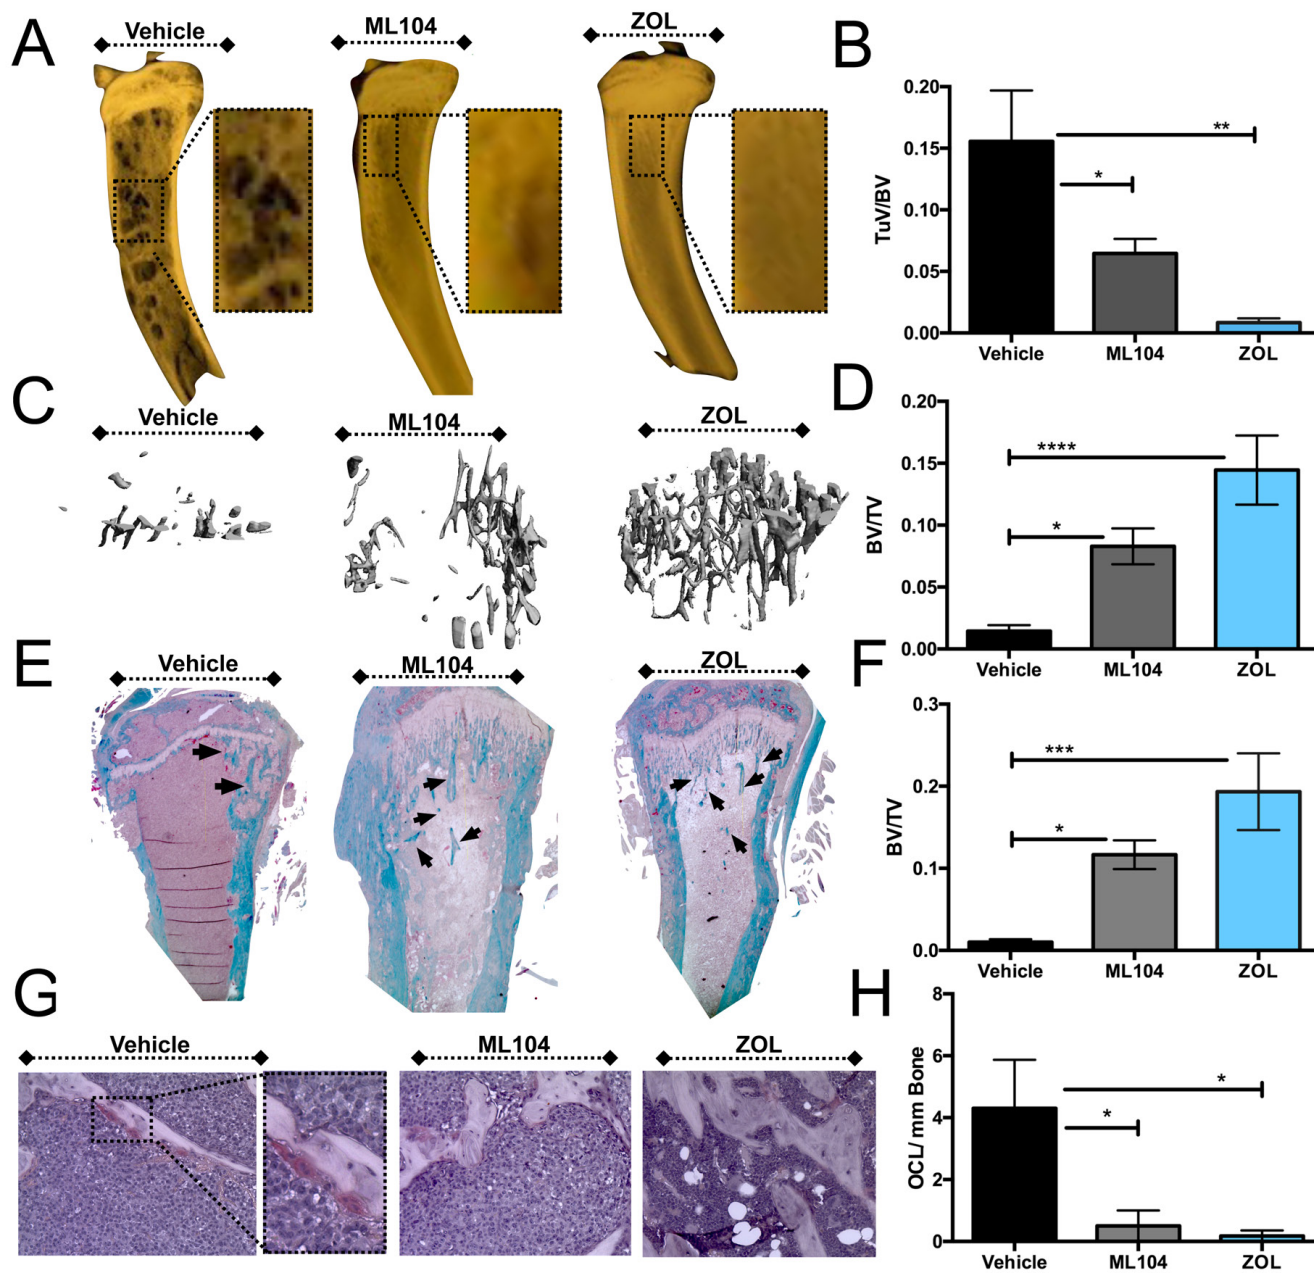 A
Vehicle
ML104
ZOL
B
TuV/BV
0.20
0.15
0.10
0.05
0.00
**
*
Vehicle
ML104
ZOL
C
Vehicle
ML104
ZOL
D
BV/TV
0.20
0.15
0.10
0.05
0.00
****
*
Vehicle
ML104
ZOL
E
Vehicle
ML104
ZOL
F
BV/TV
0.3
0.2
0.1
0.0
***
*
Vehicle
ML104
ZOL
G
Vehicle
ML104
ZOL
H
OCL/ mm Bone
8
6
4
2
0
*
*
Vehicle
ML104
ZOL